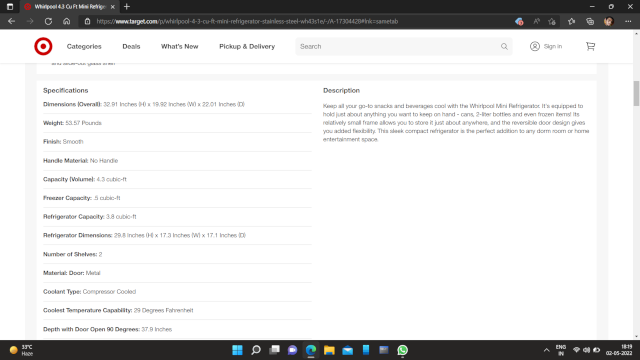 Whirlpool 4.3 Cu Ft Mini Refrige
https://www.target.com/p/whirlpool-4-3-cu-ft-mini-refrigerator-stainless-steel-wh43s1e/-/A-17304428#lnk=sametab
Categories Deals What's New Pickup & Delivery Search Sign in
Specifications
Dimensions (Overall): 32.91 Inches (H) x 19.92 Inches (W) x 22.01 Inches (D)
Weight: 53.57 Pounds
Finish: Smooth
Handle Material: No Handle
Capacity (Volume): 4.3 cubic-ft
Freezer Capacity: .5 cubic-ft
Refrigerator Capacity: 3.8 cubic-ft
Refrigerator Dimensions: 29.8 Inches (H) x 17.3 Inches (W) x 17.1 Inches (D)
Number of Shelves: 2
Material: Door: Metal
Coolant Type: Compressor Cooled
Coolest Temperature Capability: 29 Degrees Fahrenheit
Depth with Door Open 90 Degrees: 37.9 Inches
Description
Keep all your go-to snacks and beverages cool with the Whirlpool Mini Refrigerator. It's equipped to
hold just about anything you want to keep on hand - cans, 2-liter bottles and even frozen items! Its
relatively small frame allows you to store it just about anywhere, and the reversible door design gives
you added flexibility. This sleek compact refrigerator is the perfect addition to any dorm room or home
entertainment space.
33°C
Haze
ENG
IN
18:19
02-05-2022